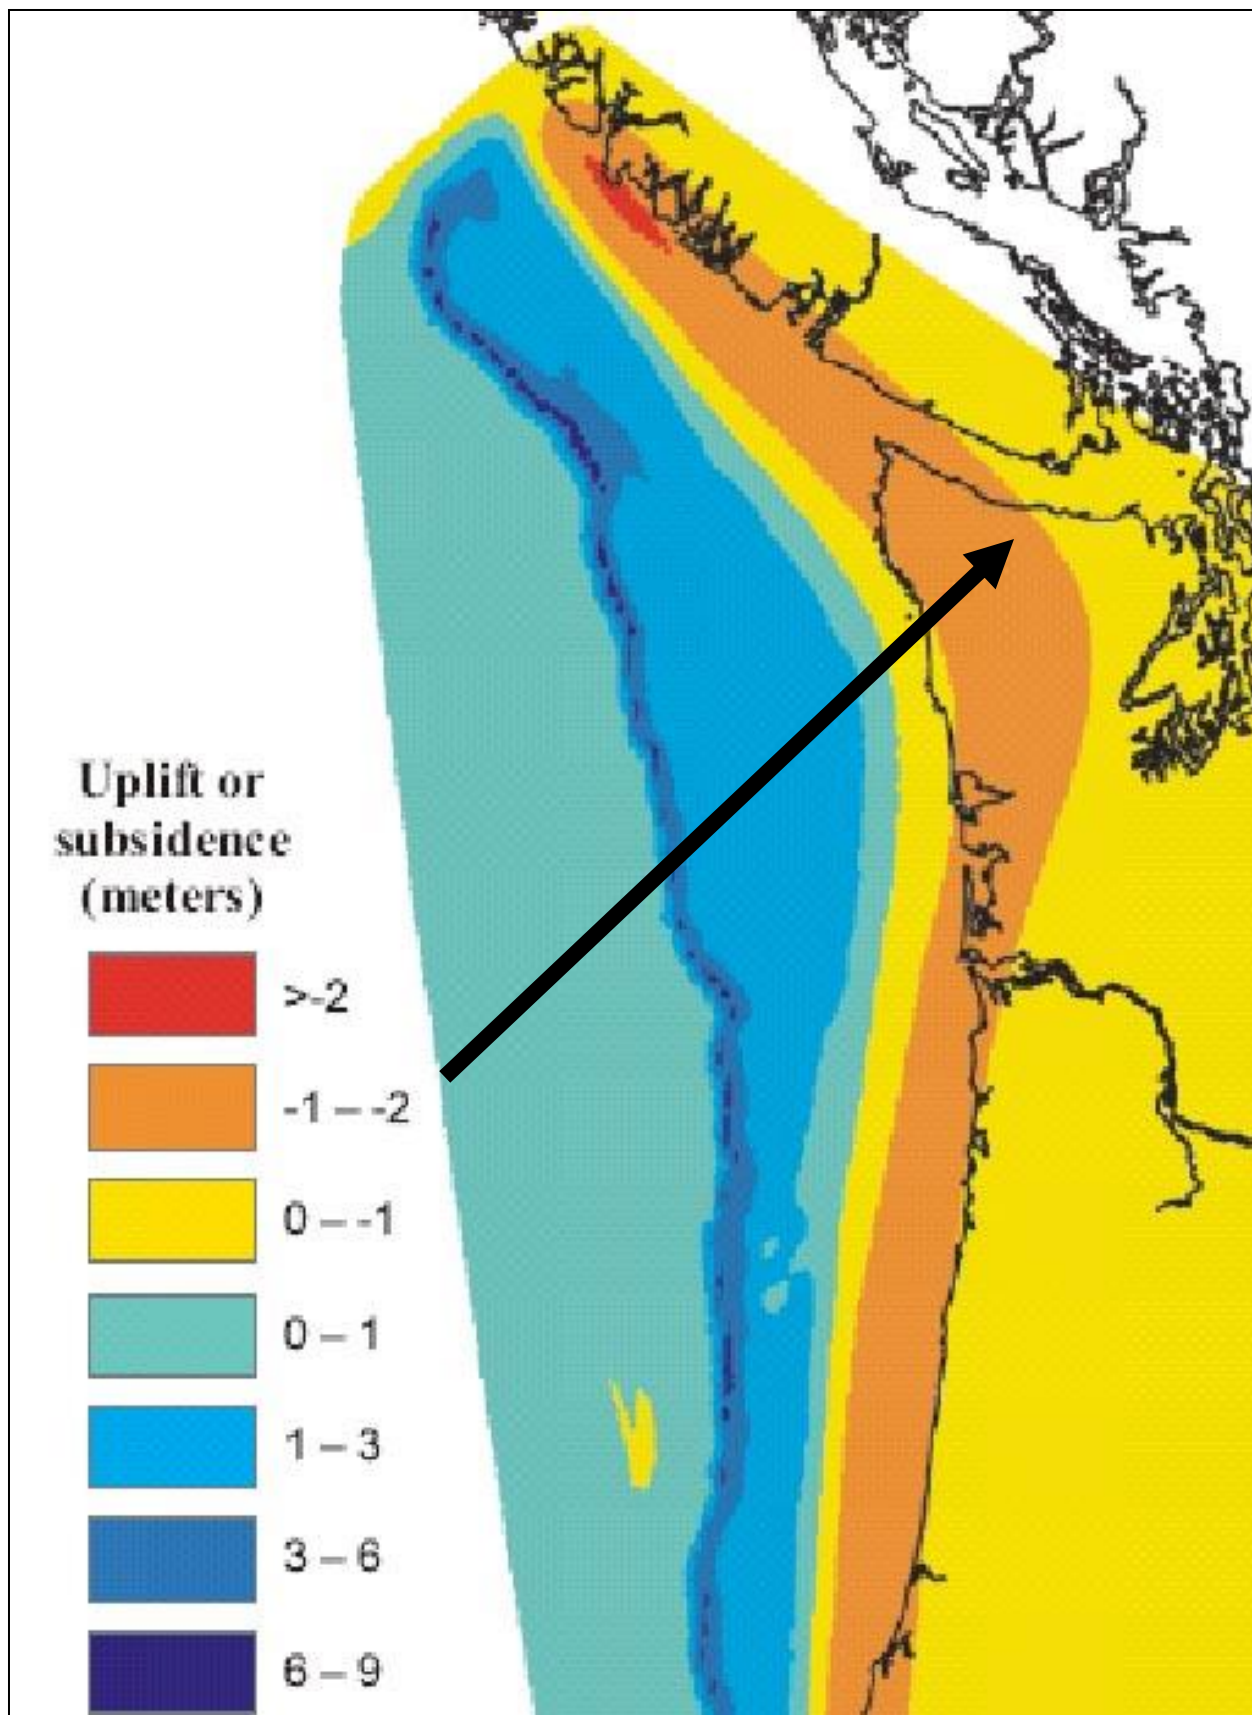 Uplift or
subsidence
(meters)
>-2
-1 – -2
0 – -1
0 – 1
1 – 3
3 – 6
6 – 9